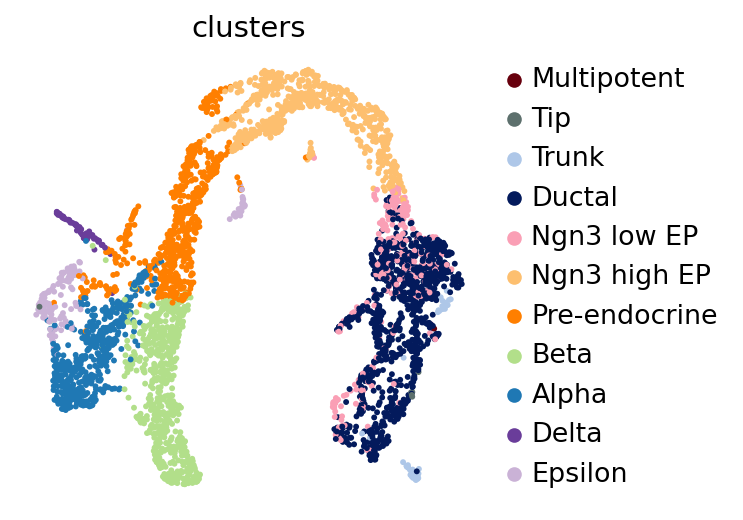 clusters
Multipotent
Tip
Trunk
Ductal
Ngn3 low EP
Ngn3 high EP
Pre-endocrine
Beta
Alpha
Delta
Epsilon